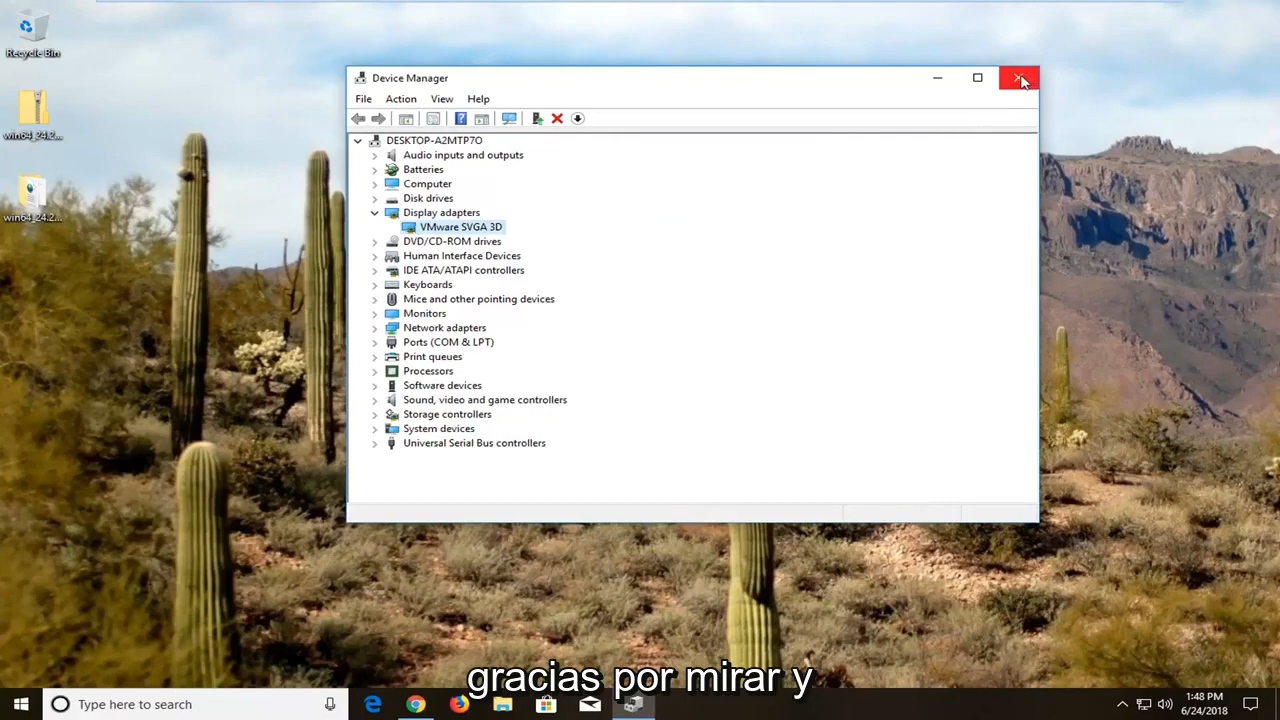 Recycle Bin
win64_24.2...
win64_24.2...
Device Manager
File Action View Help
DESKTOP-A2MTP7O
Audio inputs and outputs
Batteries
Computer
Disk drives
Display adapters
VMware SVGA 3D
DVD/CD-ROM drives
Human Interface Devices
IDE ATA/ATAPI controllers
Keyboards
Mice and other pointing devices
Monitors
Network adapters
Ports (COM & LPT)
Print queues
Processors
Software devices
Sound, video and game controllers
Storage controllers
System devices
Universal Serial Bus controllers
gracias por mirar y
Type here to search
1:48 PM
6/24/2018